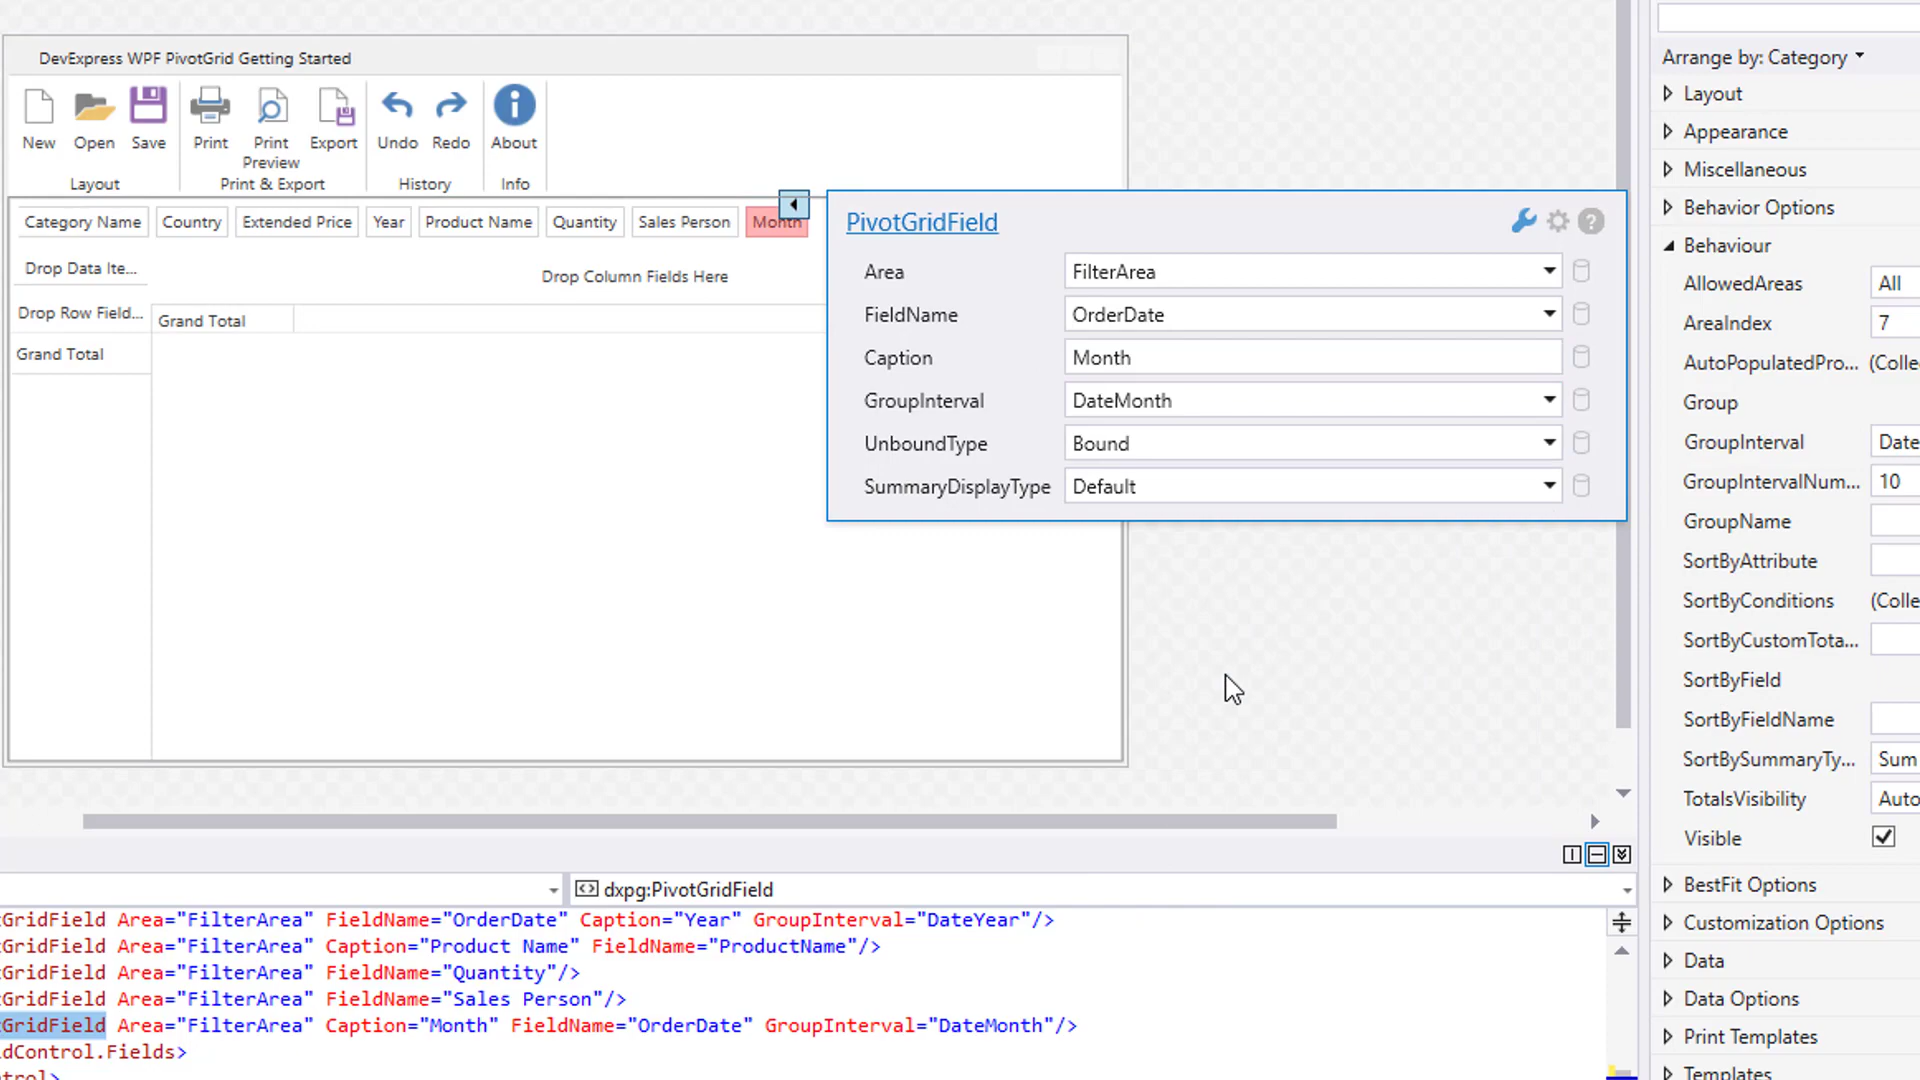 DevExpress WPF PivotGrid Getting Started
New Open Save Print Print Preview Export Undo Redo About
Layout Print & Export History Info
Category Name Country Extended Price Year Product Name Quantity Sales Person Month
Drop Data Ite...
Drop Column Fields Here
Drop Row Field...
Grand Total
Grand Total
PivotGridField
Area FilterArea
FieldName OrderDate
Caption Month
GroupInterval DateMonth
UnboundType Bound
SummaryDisplayType Default
Arrange by: Category
Layout
Appearance
Miscellaneous
Behavior Options
Behaviour
AllowedAreas All
AreaIndex 7
AutoPopulatedPro... (Colle
Group
GroupInterval Date
GroupIntervalNum... 10
GroupName
SortByAttribute
SortByConditions (Colle
SortByCustomTota...
SortByField
SortByFieldName
SortBySummaryTy... Sum
TotalsVisibility Auto
Visible
BestFit Options
Customization Options
Data
Data Options
Print Templates
Templates
dxpg:PivotGridField
tGridField Area="FilterArea" FieldName="OrderDate" Caption="Year" GroupInterval="DateYear"/>
tGridField Area="FilterArea" Caption="Product Name" FieldName="ProductName"/>
tGridField Area="FilterArea" FieldName="Quantity"/>
tGridField Area="FilterArea" FieldName="Sales Person"/>
tGridField Area="FilterArea" Caption="Month" FieldName="OrderDate" GroupInterval="DateMonth"/>
dControl.Fields>
trol>